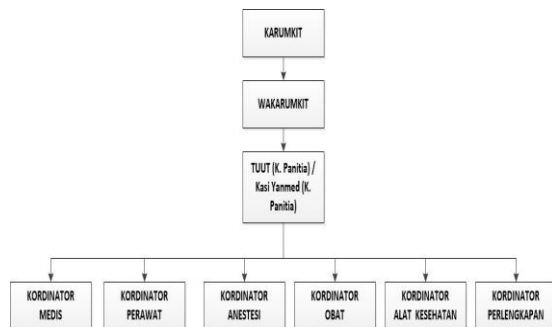 KARUMKIT
WAKARUMKIT
TUUT (K. Panitia) /
Kasi Yanmed (K.
Panitia)
KORDINATOR
MEDIS
KORDINATOR
PERAWAT
KORDINATOR
ANESTESI
KORDINATOR
OBAT
KORDINATOR
ALAT KESEHATAN
KORDINATOR
PERLENGKAPAN